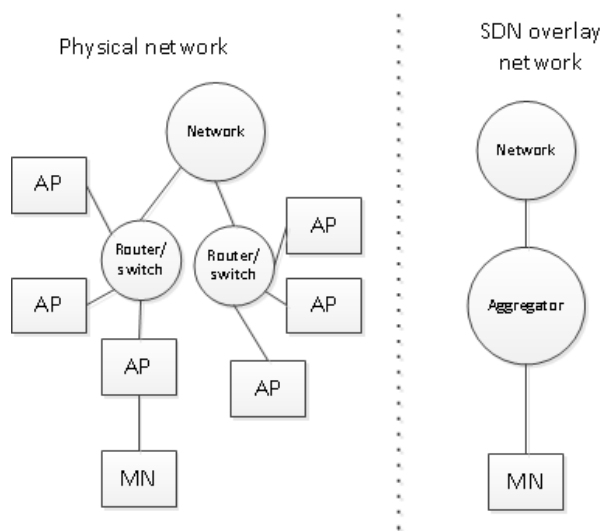 Physical network
Network
AP
AP
Router/
switch
Router/
switch
AP
AP
AP
AP
MN
SDN overlay
network
Network
Aggregator
MN